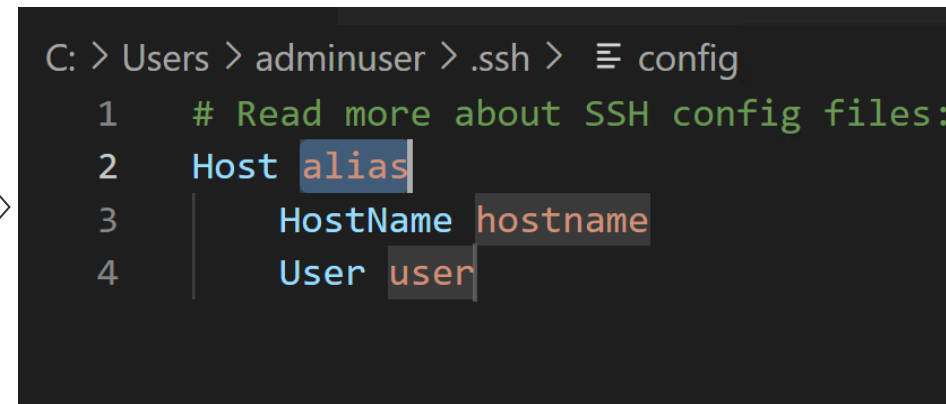 C: > Users > adminuser > .ssh > ≡ config
1 # Read more about SSH config files:
2 Host alias
3 HostName hostname
4 User user